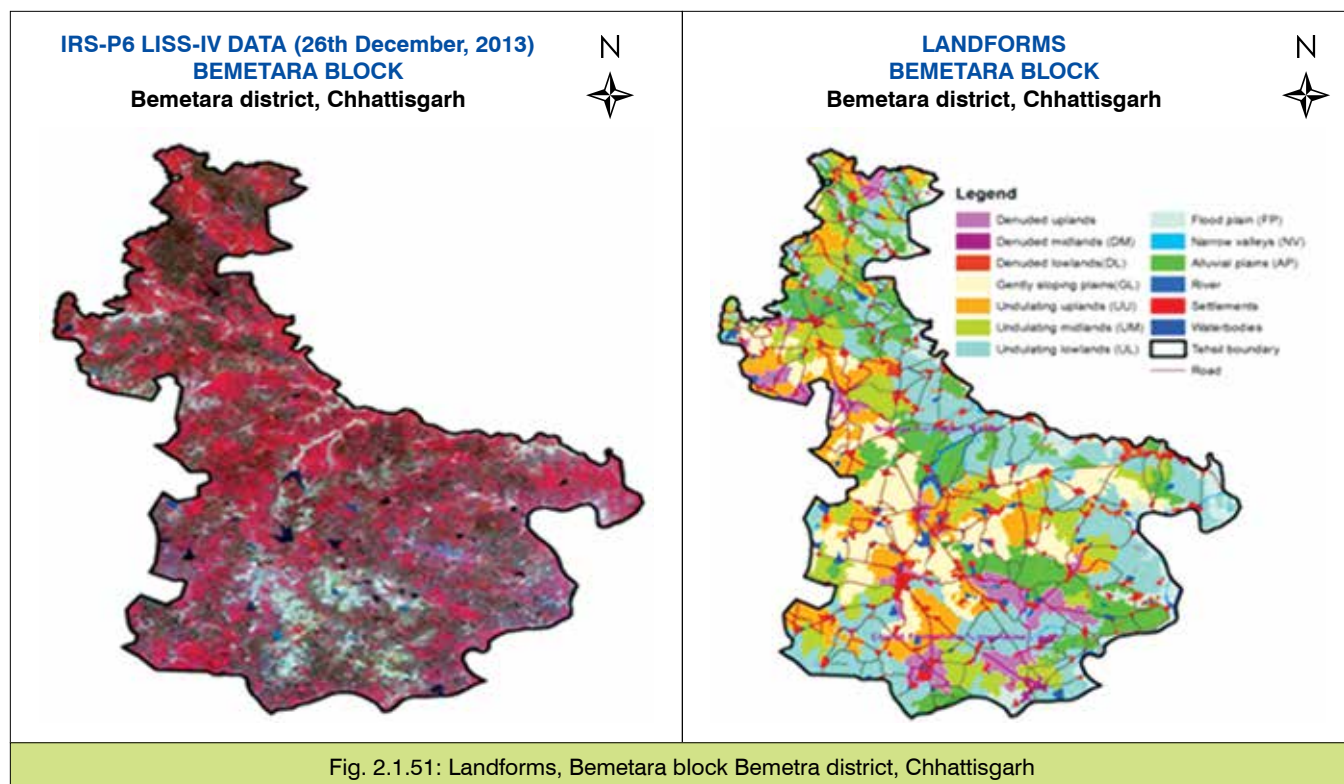 IRS-P6 LISS-IV DATA (26th December, 2013)
BEMETARA BLOCK
Bemetara district, Chhattisgarh
N
LANDFORMS
BEMETARA BLOCK
Bemetara district, Chhattisgarh
N
Legend
Denuded uplands
Denuded midlands (DM)
Denuded lowlands(DL)
Gently sloping plains(GL)
Undulating uplands (UU)
Undulating midlands (UM)
Undulating lowlands (UL)
Flood plain (FP)
Narrow valleys (NV)
Alluvial plains (AP)
River
Settlements
Waterbodies
Tehsil boundary
Road
Fig. 2.1.51: Landforms, Bemetara block Bemetra district, Chhattisgarh